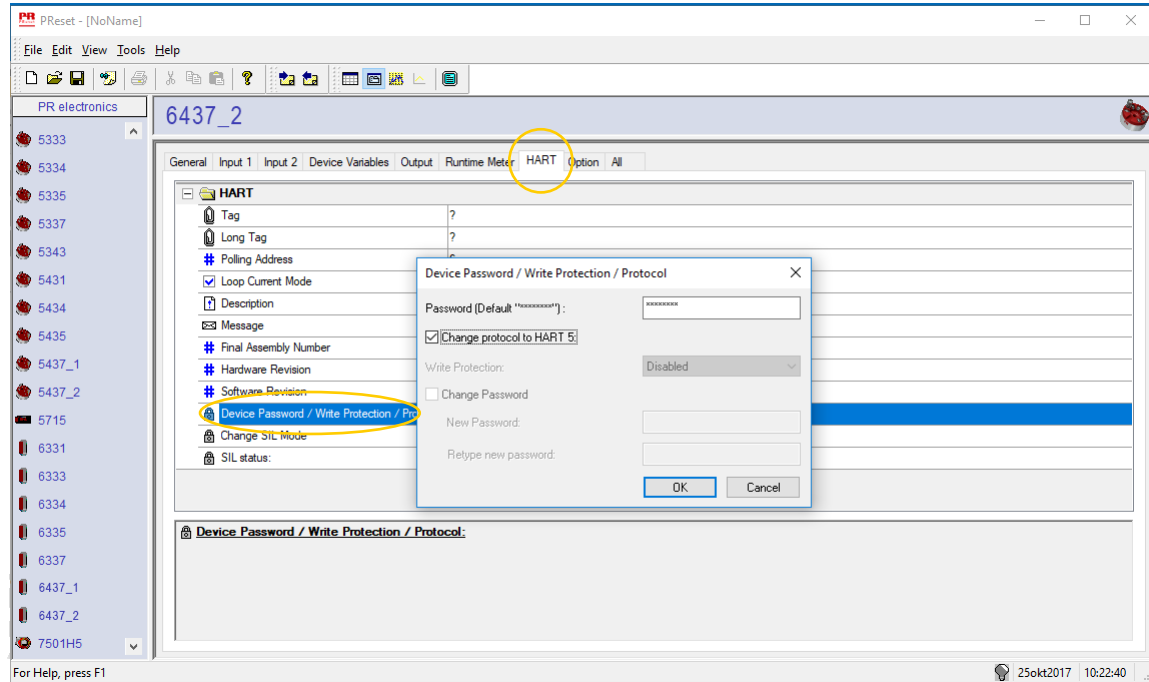 PR PReset - [NoName]
File Edit View Tools Help
PR electronics
5333
5334
5335
5337
5343
5431
5434
5435
5437_1
5437_2
5715
6331
6333
6334
6335
6337
6437_1
6437_2
7501H5
6437_2
General Input 1 Input 2 Device Variables Output Runtime Meter HART Option All
HART
Tag ?
Long Tag ?
# Polling Address
Loop Current Mode
Description
Message
# Final Assembly Number
# Hardware Revision
# Software Revision
Device Password / Write Protection / Pro
Change SIL Mode
SIL status:
Device Password / Write Protection / Protocol
Password (Default "********") : ********
Change protocol to HART 5:
Write Protection: Disabled
Change Password
New Password:
Retype new password:
OK Cancel
Device Password / Write Protection / Protocol:
For Help, press F1 25okt2017 10:22:40